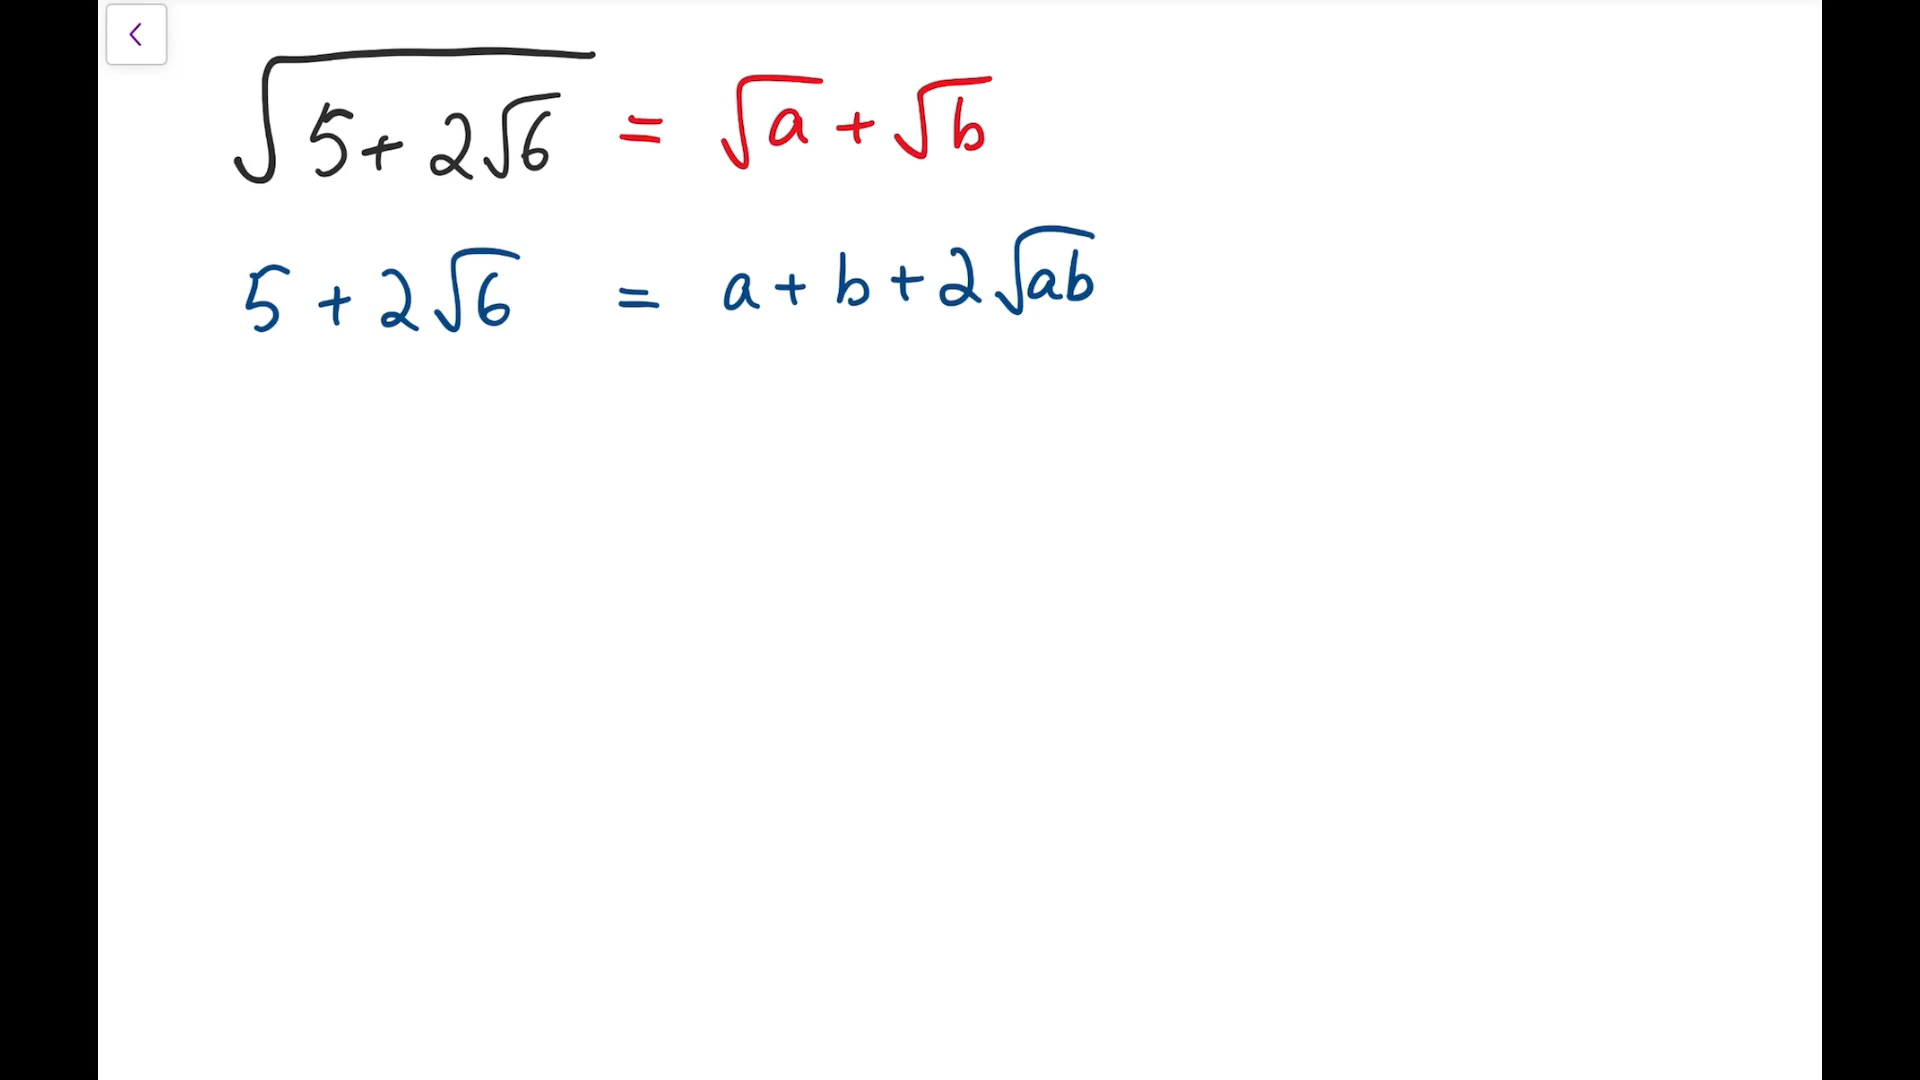 √(5 + 2√6) = √a + √b
5 + 2√6 = a + b + 2√ab